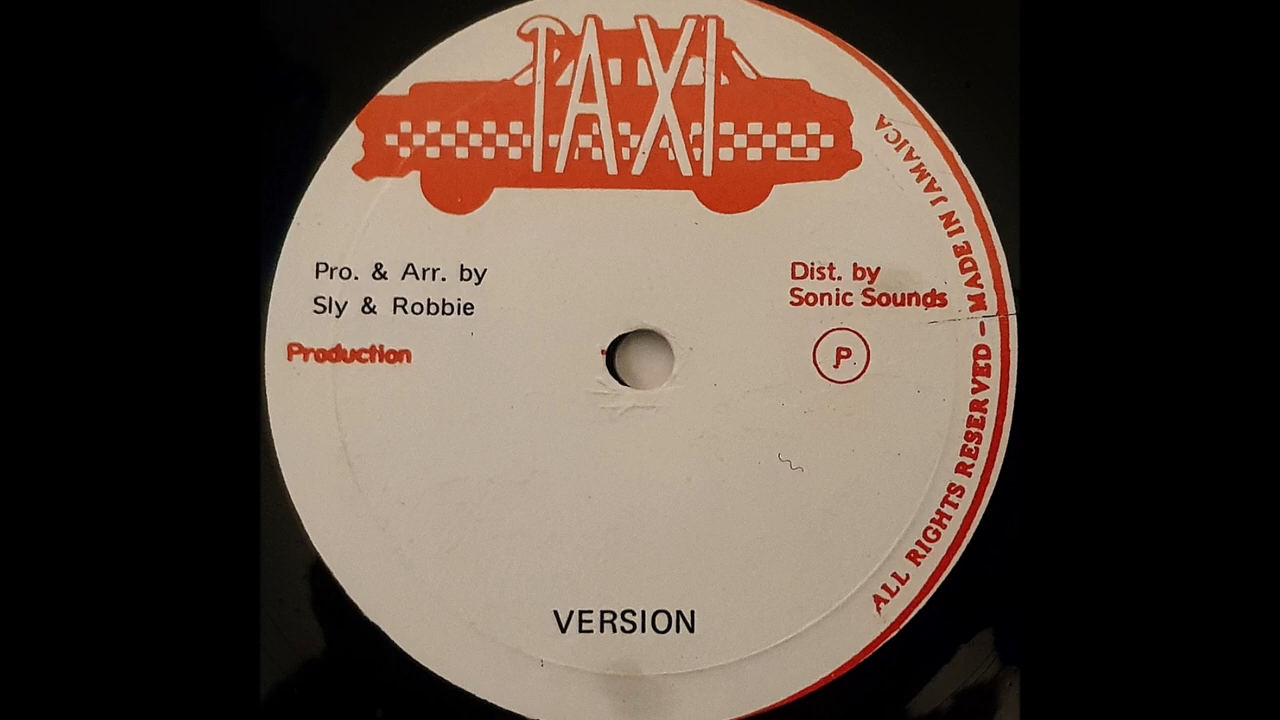 TAXI
Pro. & Arr. by
Sly & Robbie
Production
Dist. by
Sonic Sounds
P
ALL RIGHTS RESERVED – MADE IN JAMAICA
VERSION